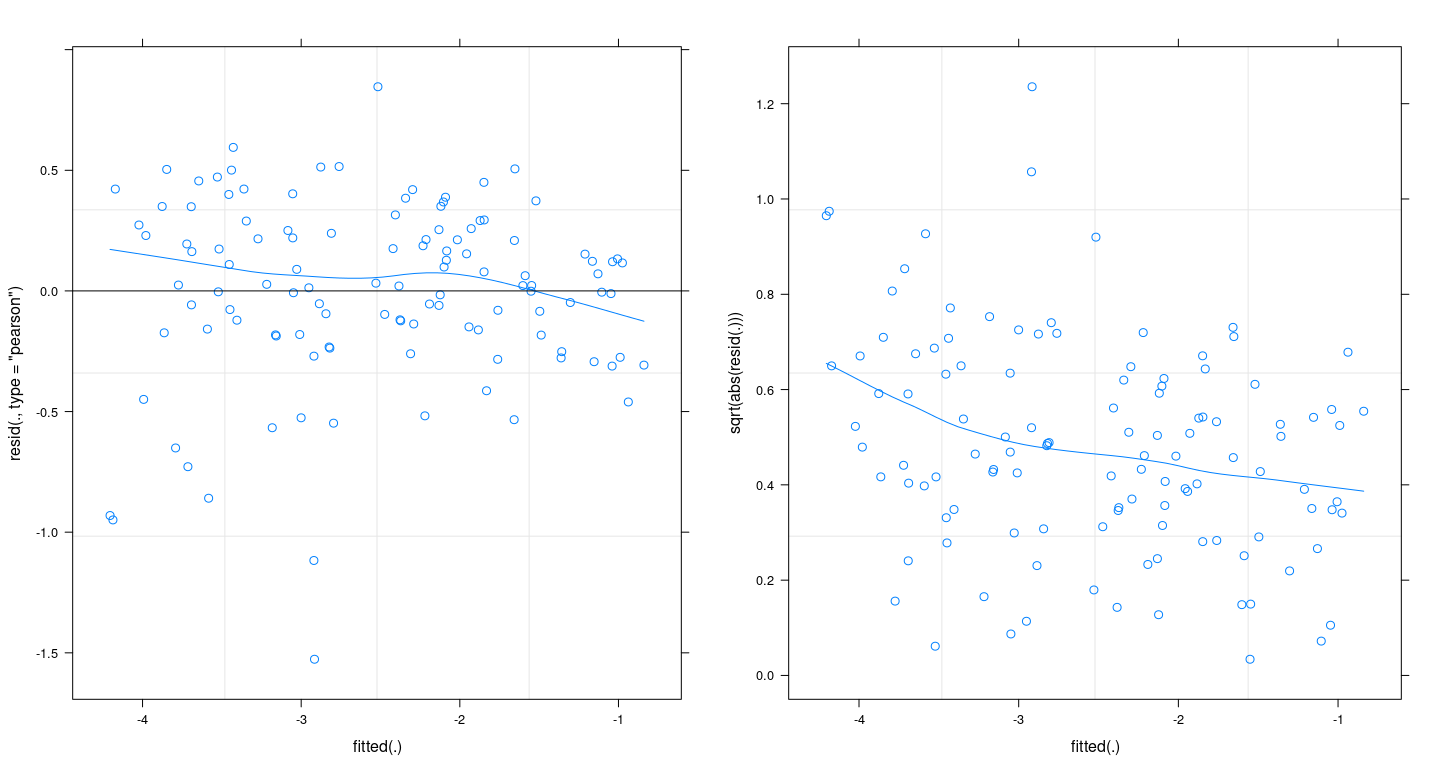 resid(., type = "pearson")
0.5
0.0
-0.5
-1.0
-1.5
-4 -3 -2 -1
fitted(.)
sqrt(abs(resid(.)))
1.2
1.0
0.8
0.6
0.4
0.2
0.0
-4 -3 -2 -1
fitted(.)